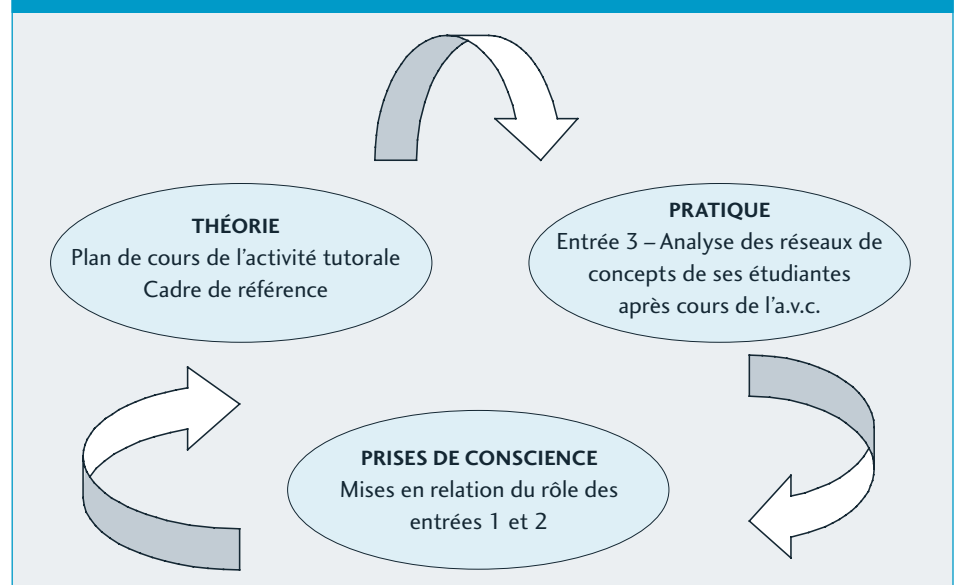 THÉORIE
Plan de cours de l’activité tutorale
Cadre de référence
PRATIQUE
Entrée 3 – Analyse des réseaux de
concepts de ses étudiantes
après cours de l’a.v.c.
PRISES DE CONSCIENCE
Mises en relation du rôle des
entrées 1 et 2